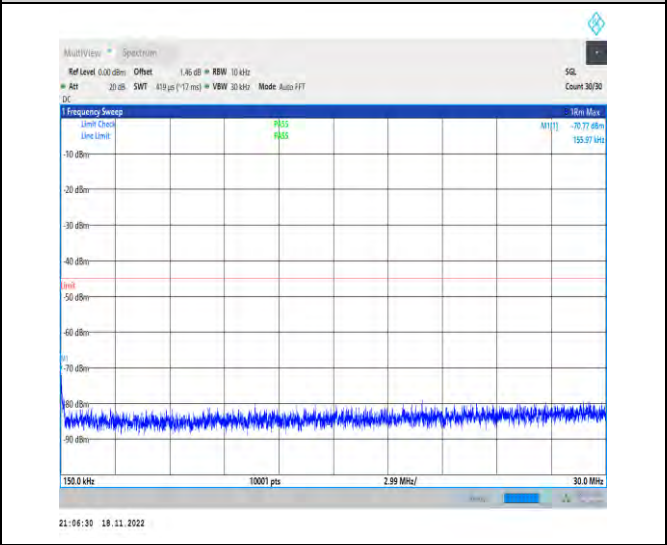 MultiView Spectrum
Ref Level 0.00 dBm Offset 1.46 dB RBW 10 kHz SGL
Att 20 dB SWT 419 µs (~17 ms) VBW 30 kHz Mode Auto FFT Count 30/30
DC
1 Frequency Sweep 1Rm Max
Limit Check PASS M1[1] -70.77 dBm
Line Limit PASS 155.97 kHz
-10 dBm
-20 dBm
-30 dBm
-40 dBm
Limit
-50 dBm
-60 dBm
M1
-70 dBm
-80 dBm
-90 dBm
150.0 kHz 10001 pts 2.99 MHz/ 30.0 MHz
21:06:30 18.11.2022